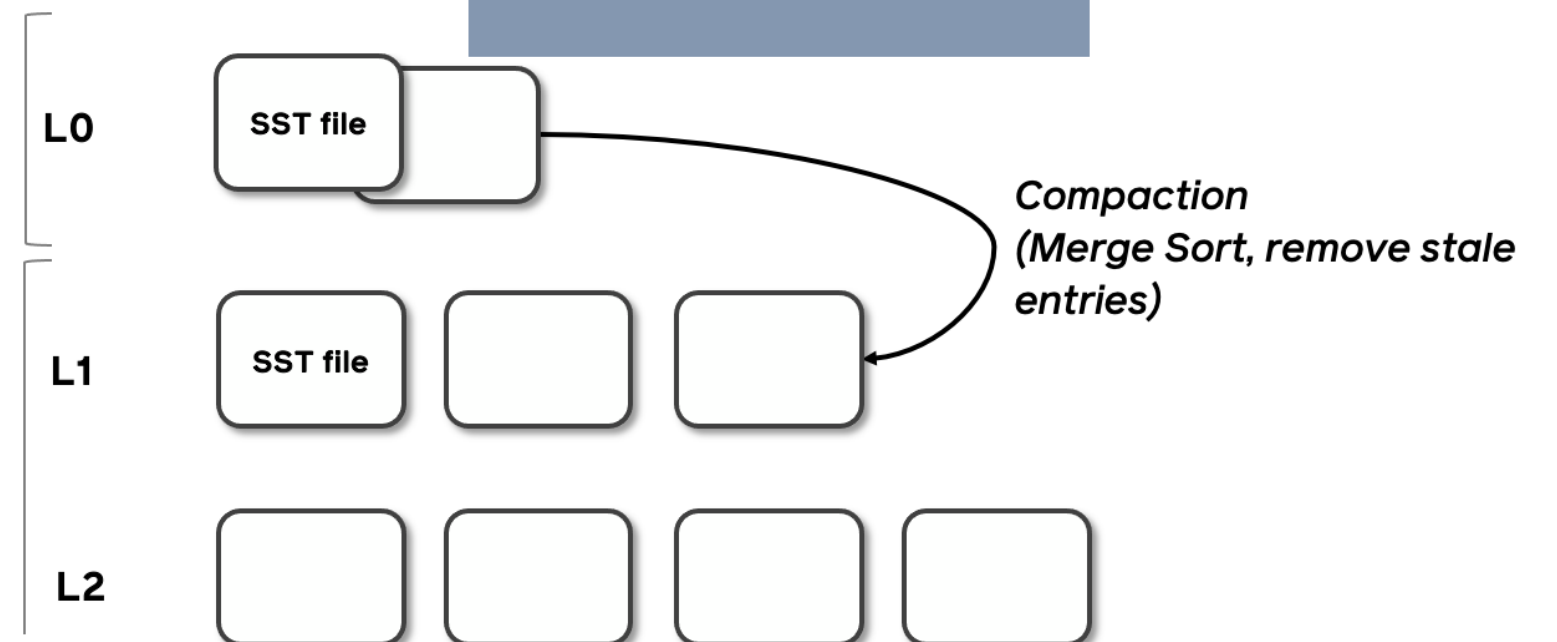 L0
SST file
Compaction
(Merge Sort, remove stale
entries)
L1
SST file
L2